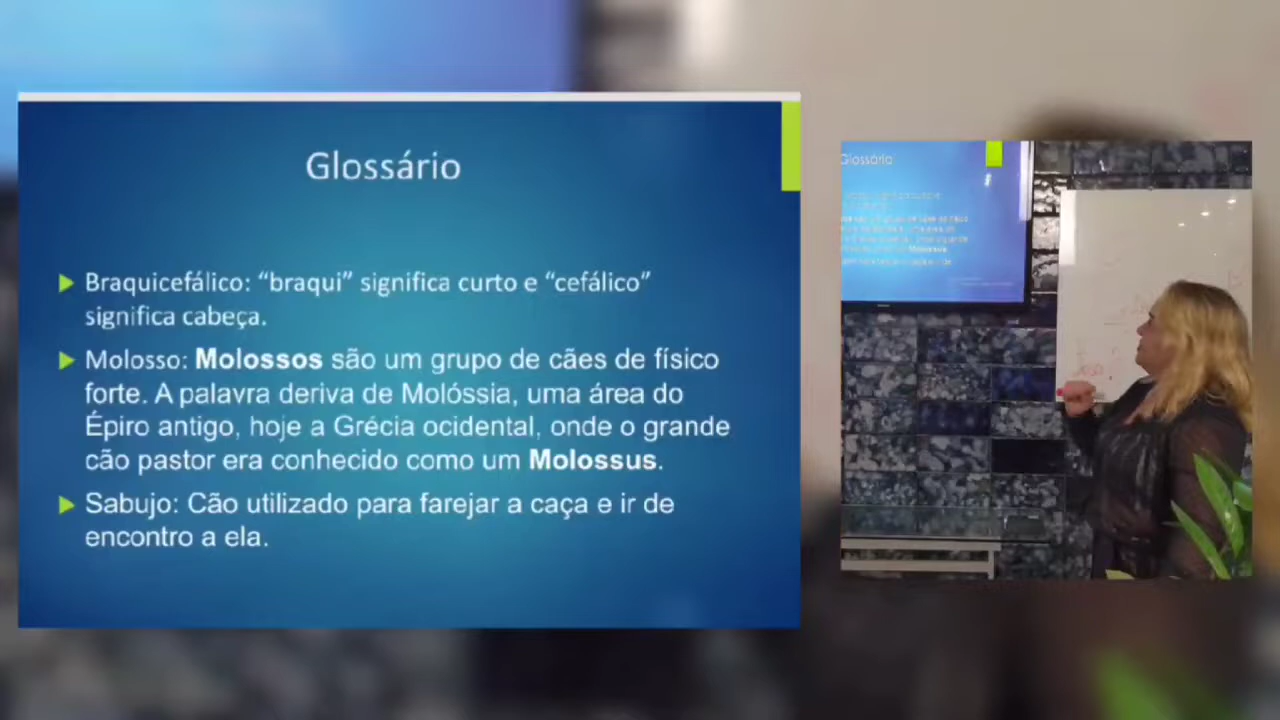 Glossário
Braquicefálico: “braqui” significa curto e “cefálico”
significa cabeça.
Molosso: Molossos são um grupo de cães de físico
forte. A palavra deriva de Molóssia, uma área do
Épiro antigo, hoje a Grécia ocidental, onde o grande
cão pastor era conhecido como um Molossus.
Sabujo: Cão utilizado para farejar a caça e ir de
encontro a ela.
Glossário